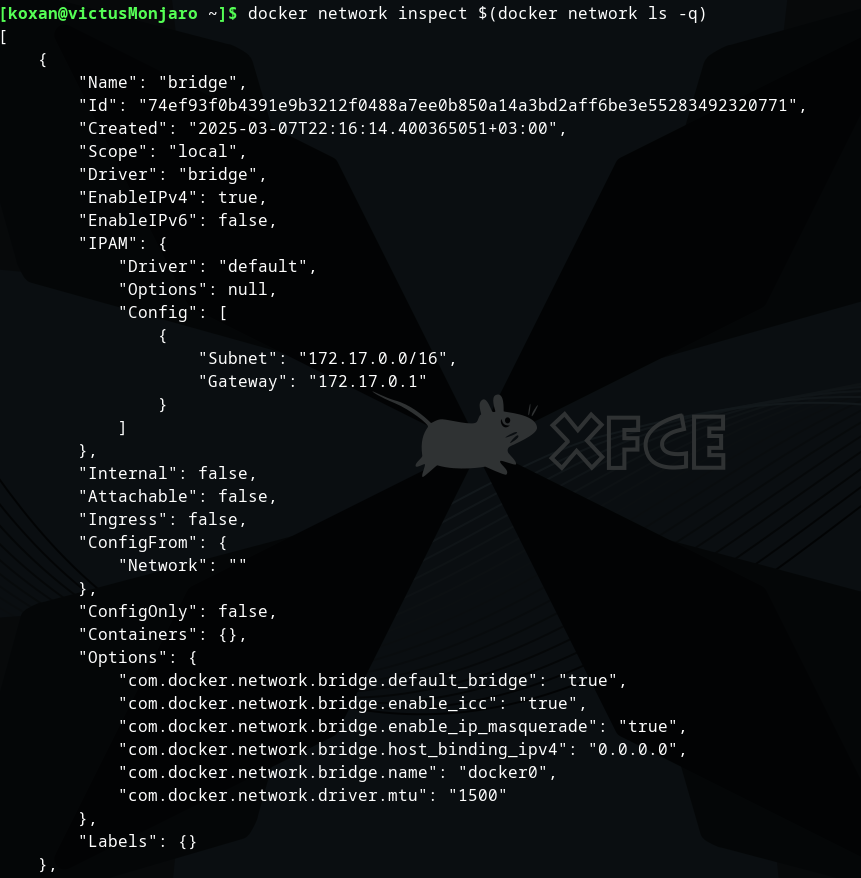 [koxan@victusMonjaro ~]$ docker network inspect $(docker network ls -q)
[
    {
        "Name": "bridge",
        "Id": "74ef93f0b4391e9b3212f0488a7ee0b850a14a3bd2aff6be3e55283492320771",
        "Created": "2025-03-07T22:16:14.400365051+03:00",
        "Scope": "local",
        "Driver": "bridge",
        "EnableIPv4": true,
        "EnableIPv6": false,
        "IPAM": {
            "Driver": "default",
            "Options": null,
            "Config": [
                {
                    "Subnet": "172.17.0.0/16",
                    "Gateway": "172.17.0.1"
                }
            ]
        },
        "Internal": false,
        "Attachable": false,
        "Ingress": false,
        "ConfigFrom": {
            "Network": ""
        },
        "ConfigOnly": false,
        "Containers": {},
        "Options": {
            "com.docker.network.bridge.default_bridge": "true",
            "com.docker.network.bridge.enable_icc": "true",
            "com.docker.network.bridge.enable_ip_masquerade": "true",
            "com.docker.network.bridge.host_binding_ipv4": "0.0.0.0",
            "com.docker.network.bridge.name": "docker0",
            "com.docker.network.driver.mtu": "1500"
        },
        "Labels": {}
    },
XFCE